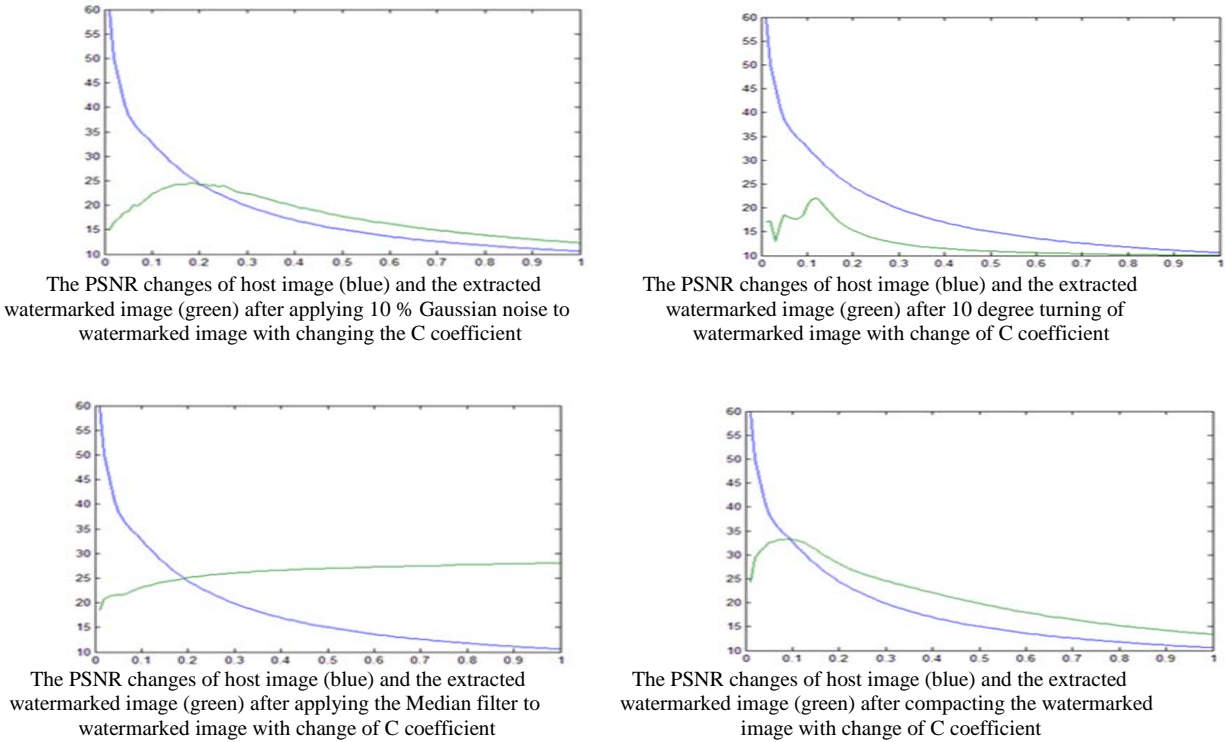 60
55
50
45
40
35
30
25
20
15
10
0 0.1 0.2 0.3 0.4 0.5 0.6 0.7 0.8 0.9 1
The PSNR changes of host image (blue) and the extracted
watermarked image (green) after applying 10 % Gaussian noise to
watermarked image with changing the C coefficient
60
55
50
45
40
35
30
25
20
15
10
0 0.1 0.2 0.3 0.4 0.5 0.6 0.7 0.8 0.9 1
The PSNR changes of host image (blue) and the extracted
watermarked image (green) after 10 degree turning of
watermarked image with change of C coefficient
60
55
50
45
40
35
30
25
20
15
10
0 0.1 0.2 0.3 0.4 0.5 0.6 0.7 0.8 0.9 1
The PSNR changes of host image (blue) and the extracted
watermarked image (green) after applying the Median filter to
watermarked image with change of C coefficient
60
55
50
45
40
35
30
25
20
15
10
0 0.1 0.2 0.3 0.4 0.5 0.6 0.7 0.8 0.9 1
The PSNR changes of host image (blue) and the extracted
watermarked image (green) after compacting the watermarked
image with change of C coefficient